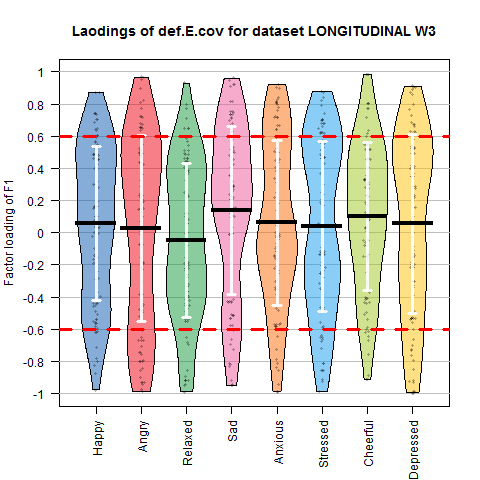 Laodings of def.E.cov for dataset LONGITUDINAL W3
Factor loading of F1
1
0.8
0.6
0.4
0.2
0
-0.2
-0.4
-0.6
-0.8
-1
Happy
Angry
Relaxed
Sad
Anxious
Stressed
Cheerful
Depressed